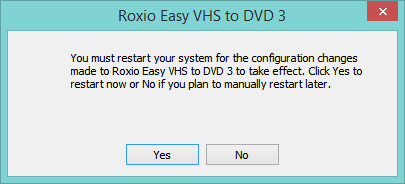 Roxio Easy VHS to DVD 3
You must restart your system for the configuration changes
made to Roxio Easy VHS to DVD 3 to take effect. Click Yes to
restart now or No if you plan to manually restart later.
Yes
No